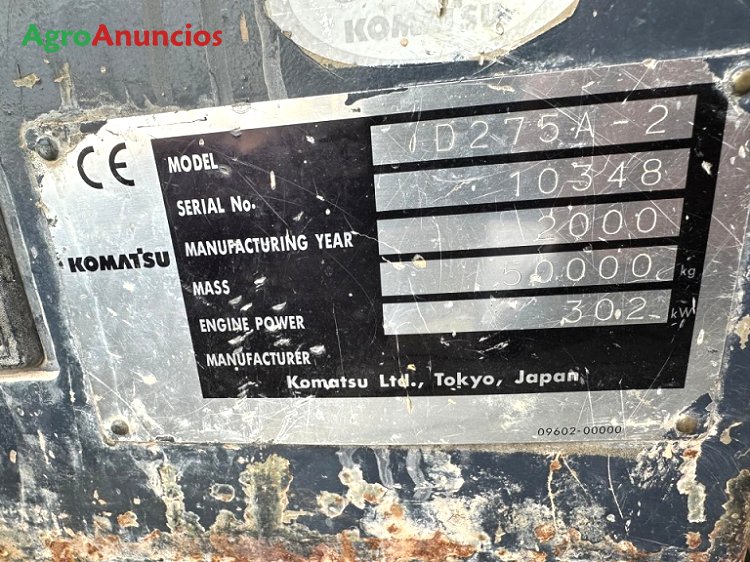 KOMATSU
AgroAnuncios
CE
KOMATSU
MODEL D275A-2
SERIAL No. 10348
MANUFACTURING YEAR 2000
MASS 50000 kg
ENGINE POWER 302 kW
MANUFACTURER
Komatsu Ltd., Tokyo, Japan
09602-00000